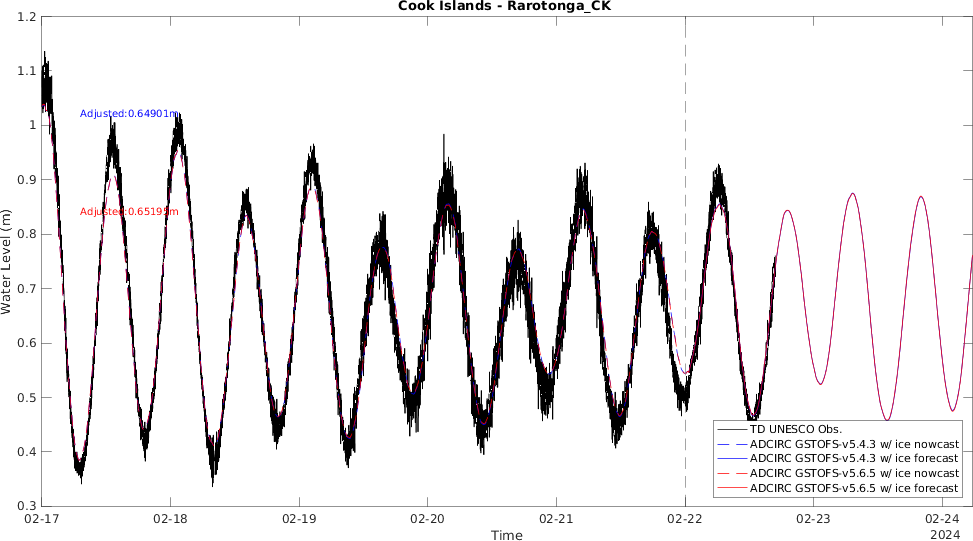 Cook Islands - Rarotonga_CK
1.2
1.1
1
0.9
0.8
0.7
0.6
0.5
0.4
0.3
Water Level (m)
Adjusted:0.64901m
Adjusted:0.65195m
TD UNESCO Obs.
ADCIRC GSTOFS-v5.4.3 w/ ice nowcast
ADCIRC GSTOFS-v5.4.3 w/ ice forecast
ADCIRC GSTOFS-v5.6.5 w/ ice nowcast
ADCIRC GSTOFS-v5.6.5 w/ ice forecast
02-17 02-18 02-19 02-20 02-21 02-22 02-23 02-24
Time
2024